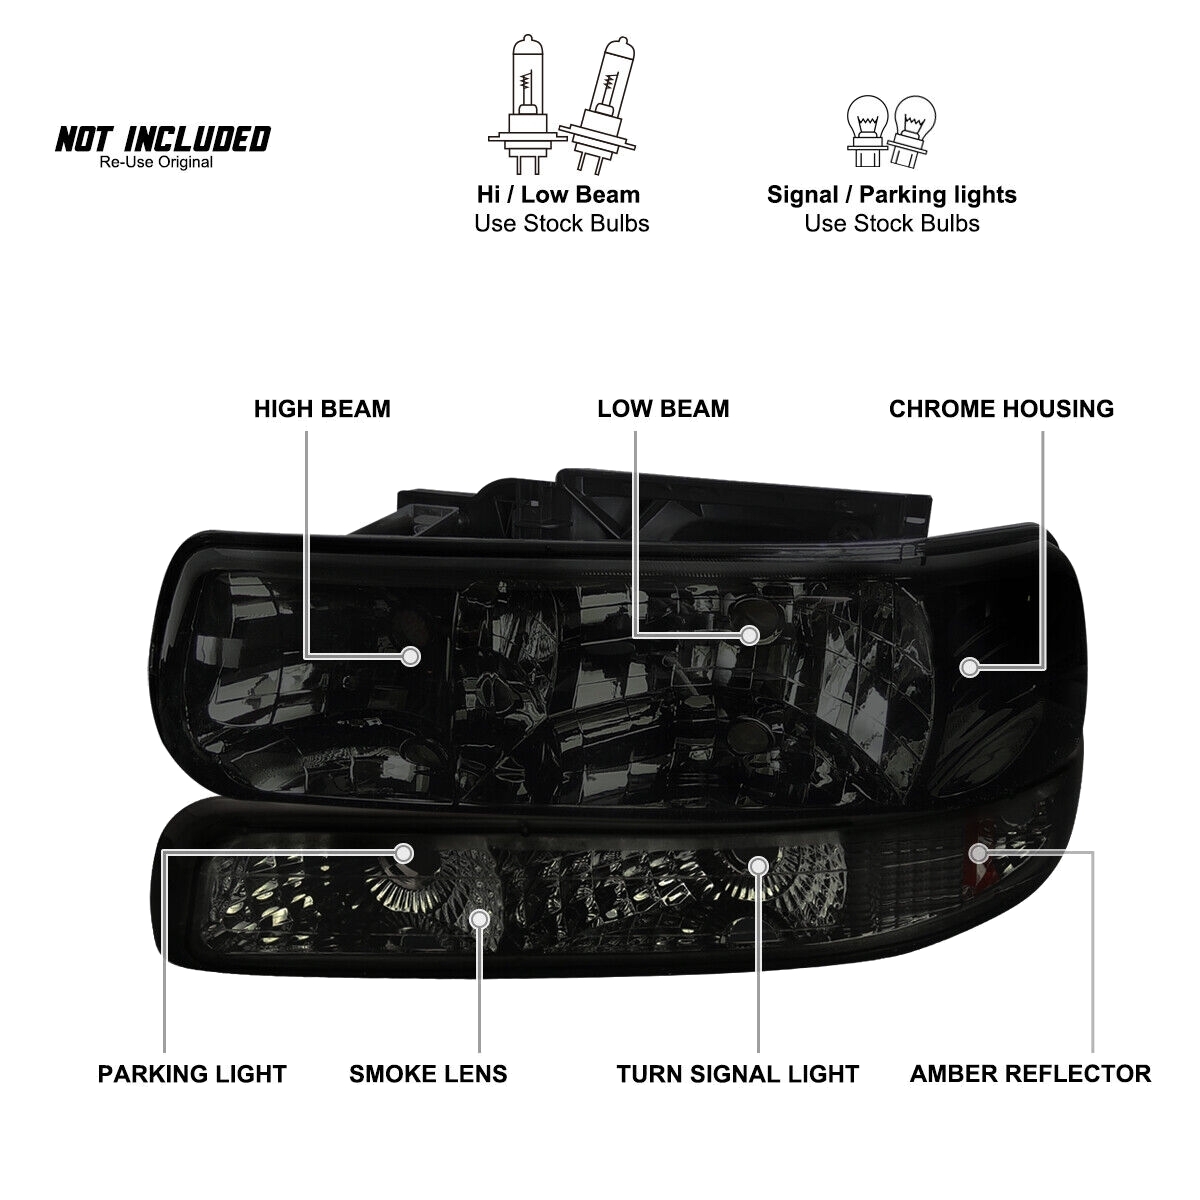 NOT INCLUDED
Re-Use Original
Hi / Low Beam
Use Stock Bulbs
Signal / Parking lights
Use Stock Bulbs
HIGH BEAM
LOW BEAM
CHROME HOUSING
PARKING LIGHT
SMOKE LENS
TURN SIGNAL LIGHT
AMBER REFLECTOR